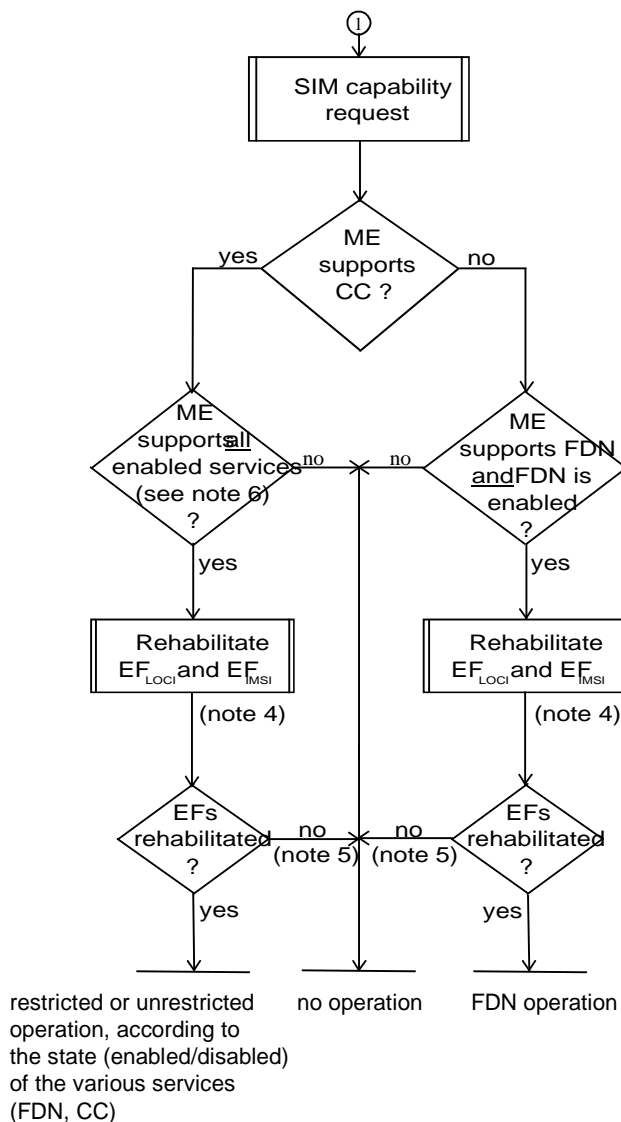 1
SIM capability
request
ME
supports
CC ?
yes
no
ME
supports all
enabled services
(see note 6)
?
no
no
ME
supports FDN
and FDN is
enabled
?
yes
yes
Rehabilitate
EFLOCI and EFIMSI
Rehabilitate
EFLOCI and EFIMSI
(note 4)
(note 4)
EFs
rehabilitated
?
no
(note 5)
no
(note 5)
EFs
rehabilitated
?
yes
yes
restricted or unrestricted
operation, according to
the state (enabled/disabled)
of the various services
(FDN, CC)
no operation
FDN operation